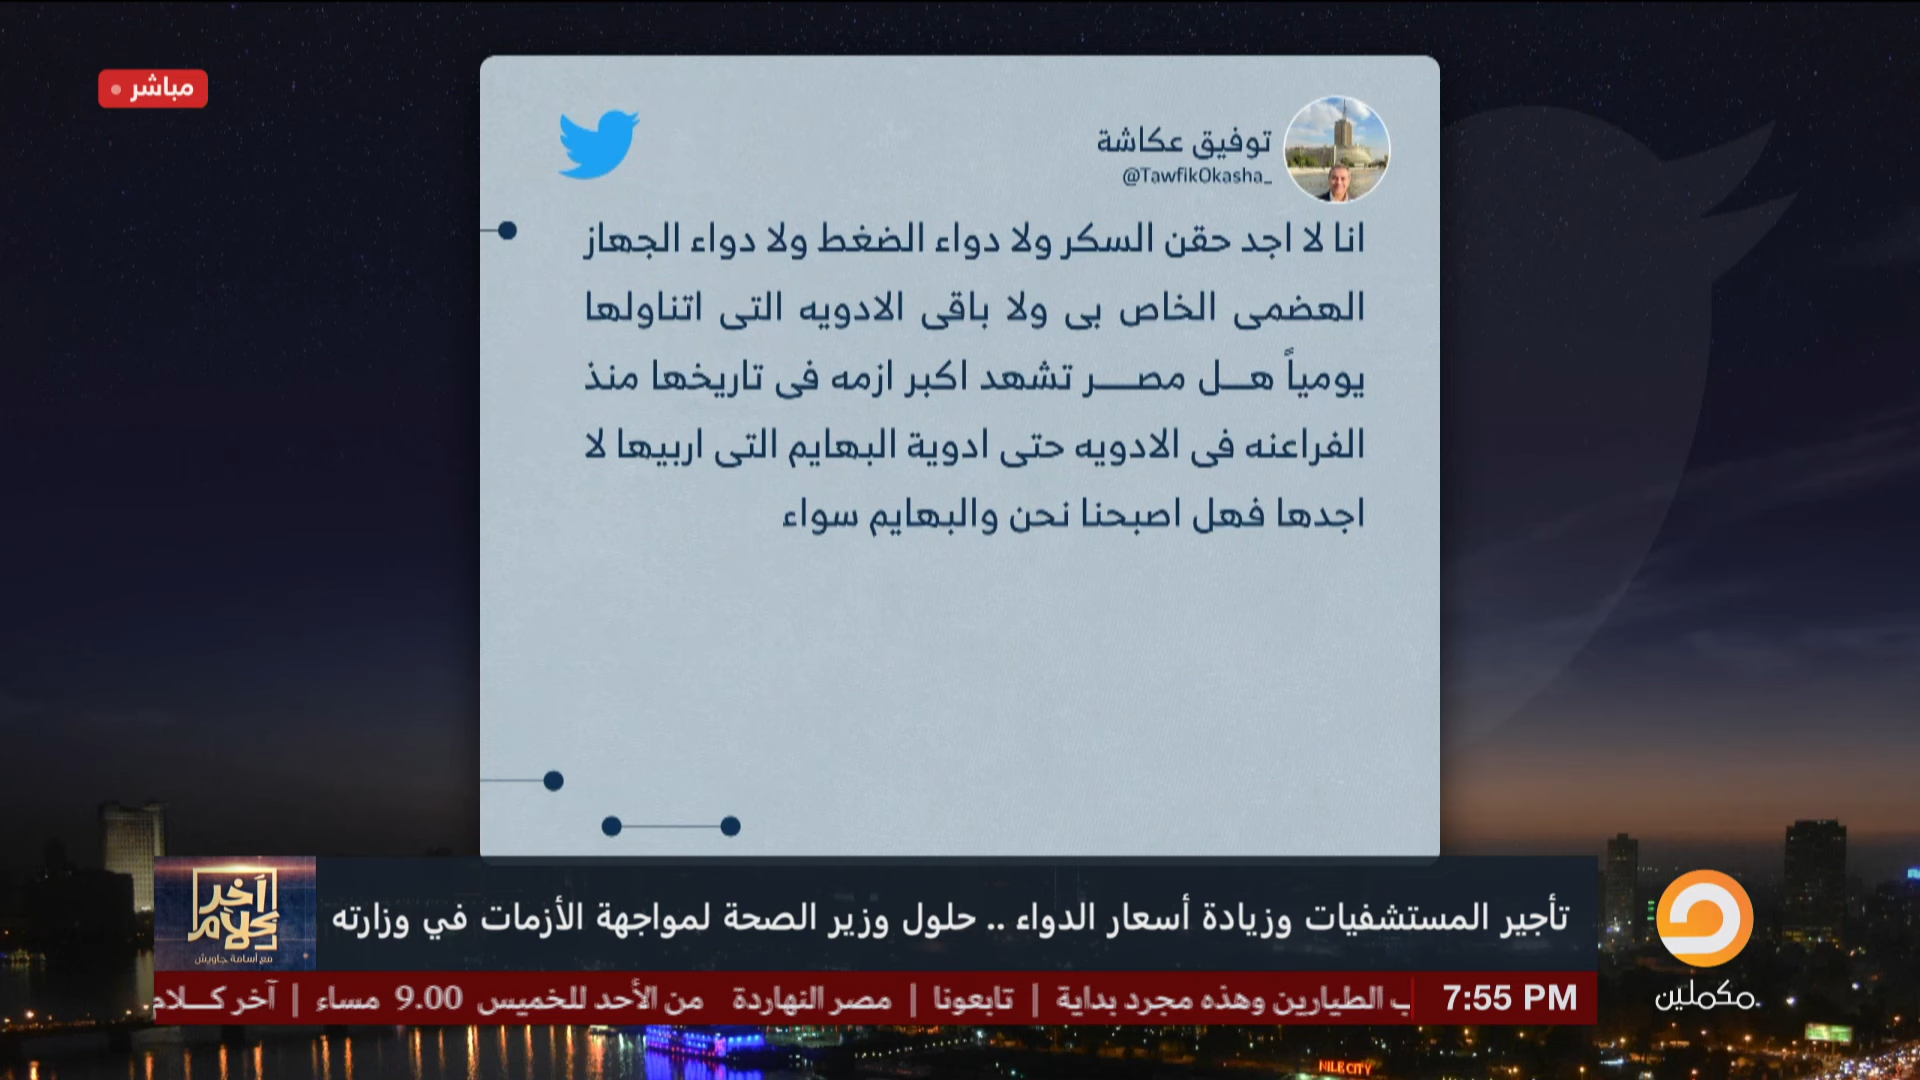 مباشر
توفيق عكاشة
@TawfikOkasha_
انا لا اجد حقن السكر ولا دواء الضغط ولا دواء الجهاز
الهضمى الخاص بى ولا باقى الادويه التى اتناولها
يومياً هـــل مصـــــر تشهد اكبر ازمه فى تاريخها منذ
الفراعنه فى الادويه حتى ادوية البهايم التى اربيها لا
اجدها فهل اصبحنا نحن والبهايم سواء
آخر كلام
مع أسامة جاويش
تأجير المستشفيات وزيادة أسعار الدواء .. حلول وزير الصحة لمواجهة الأزمات في وزارته
مكملين
7:55 PM
ب الطيارين وهذه مجرد بداية | تابعونا | مصر النهاردة من الأحد للخميس 9.00 مساء | آخر كـــلام
NILE CITY